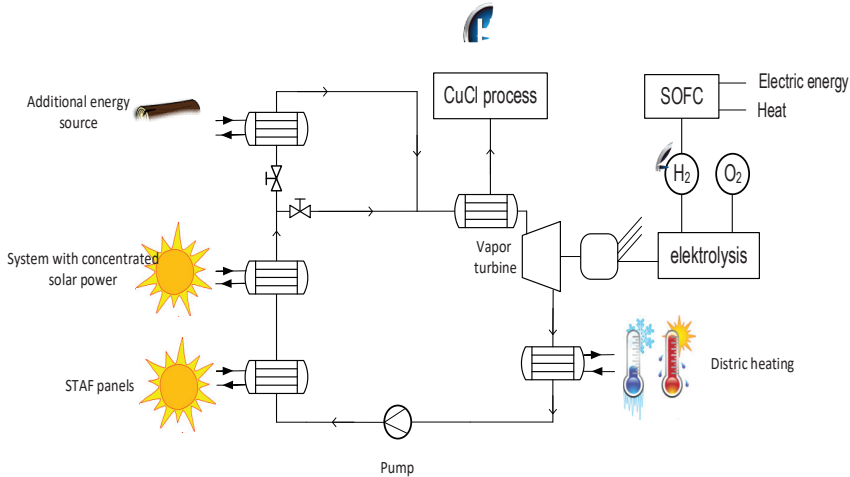 Additional energy
source
CuCl process
SOFC
Electric energy
Heat
H2
O2
System with concentrated
solar power
Vapor
turbine
elektrolysis
STAF panels
Distric heating
Pump